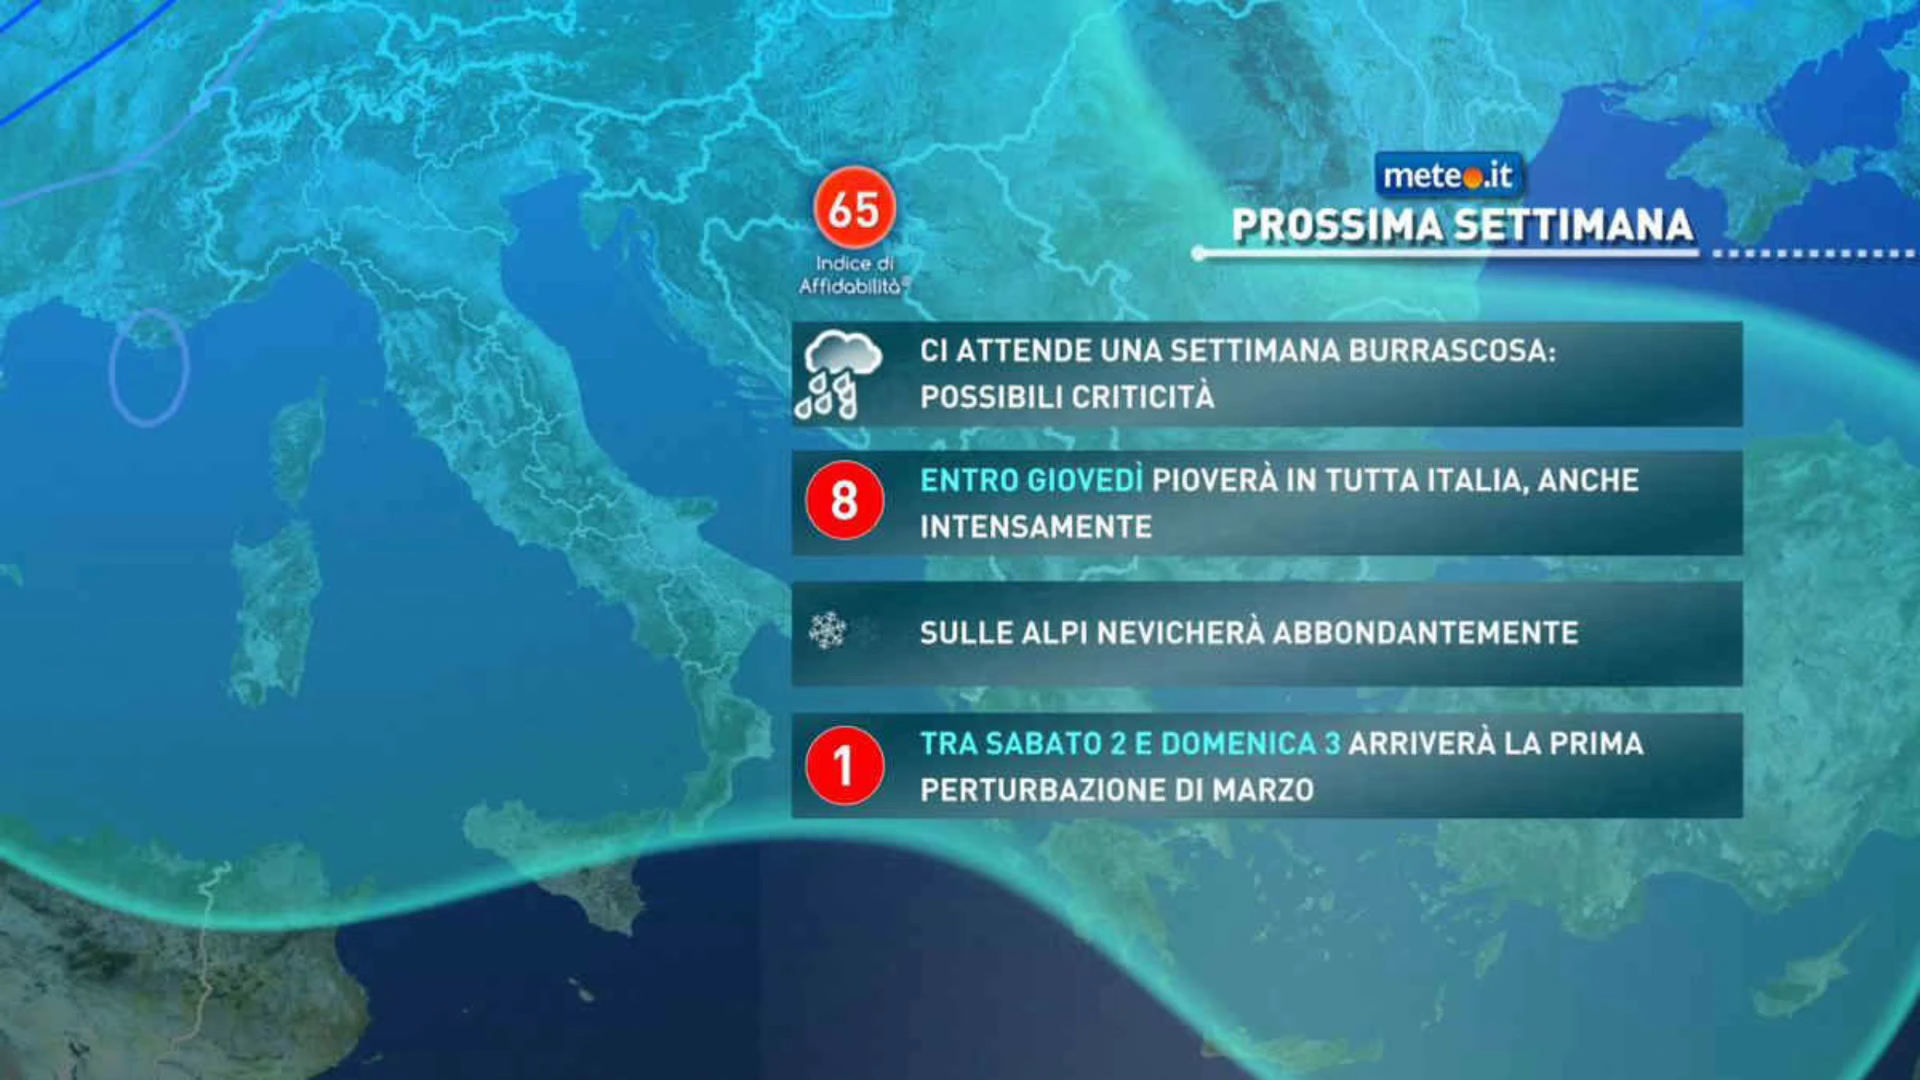 meteo.it
PROSSIMA SETTIMANA
65
Indice di
Affidabilità®
CI ATTENDE UNA SETTIMANA BURRASCOSA:
POSSIBILI CRITICITÀ
8
ENTRO GIOVEDÌ PIOVERÀ IN TUTTA ITALIA, ANCHE
INTENSAMENTE
SULLE ALPI NEVICHERÀ ABBONDANTEMENTE
1
TRA SABATO 2 E DOMENICA 3 ARRIVERÀ LA PRIMA
PERTURBAZIONE DI MARZO